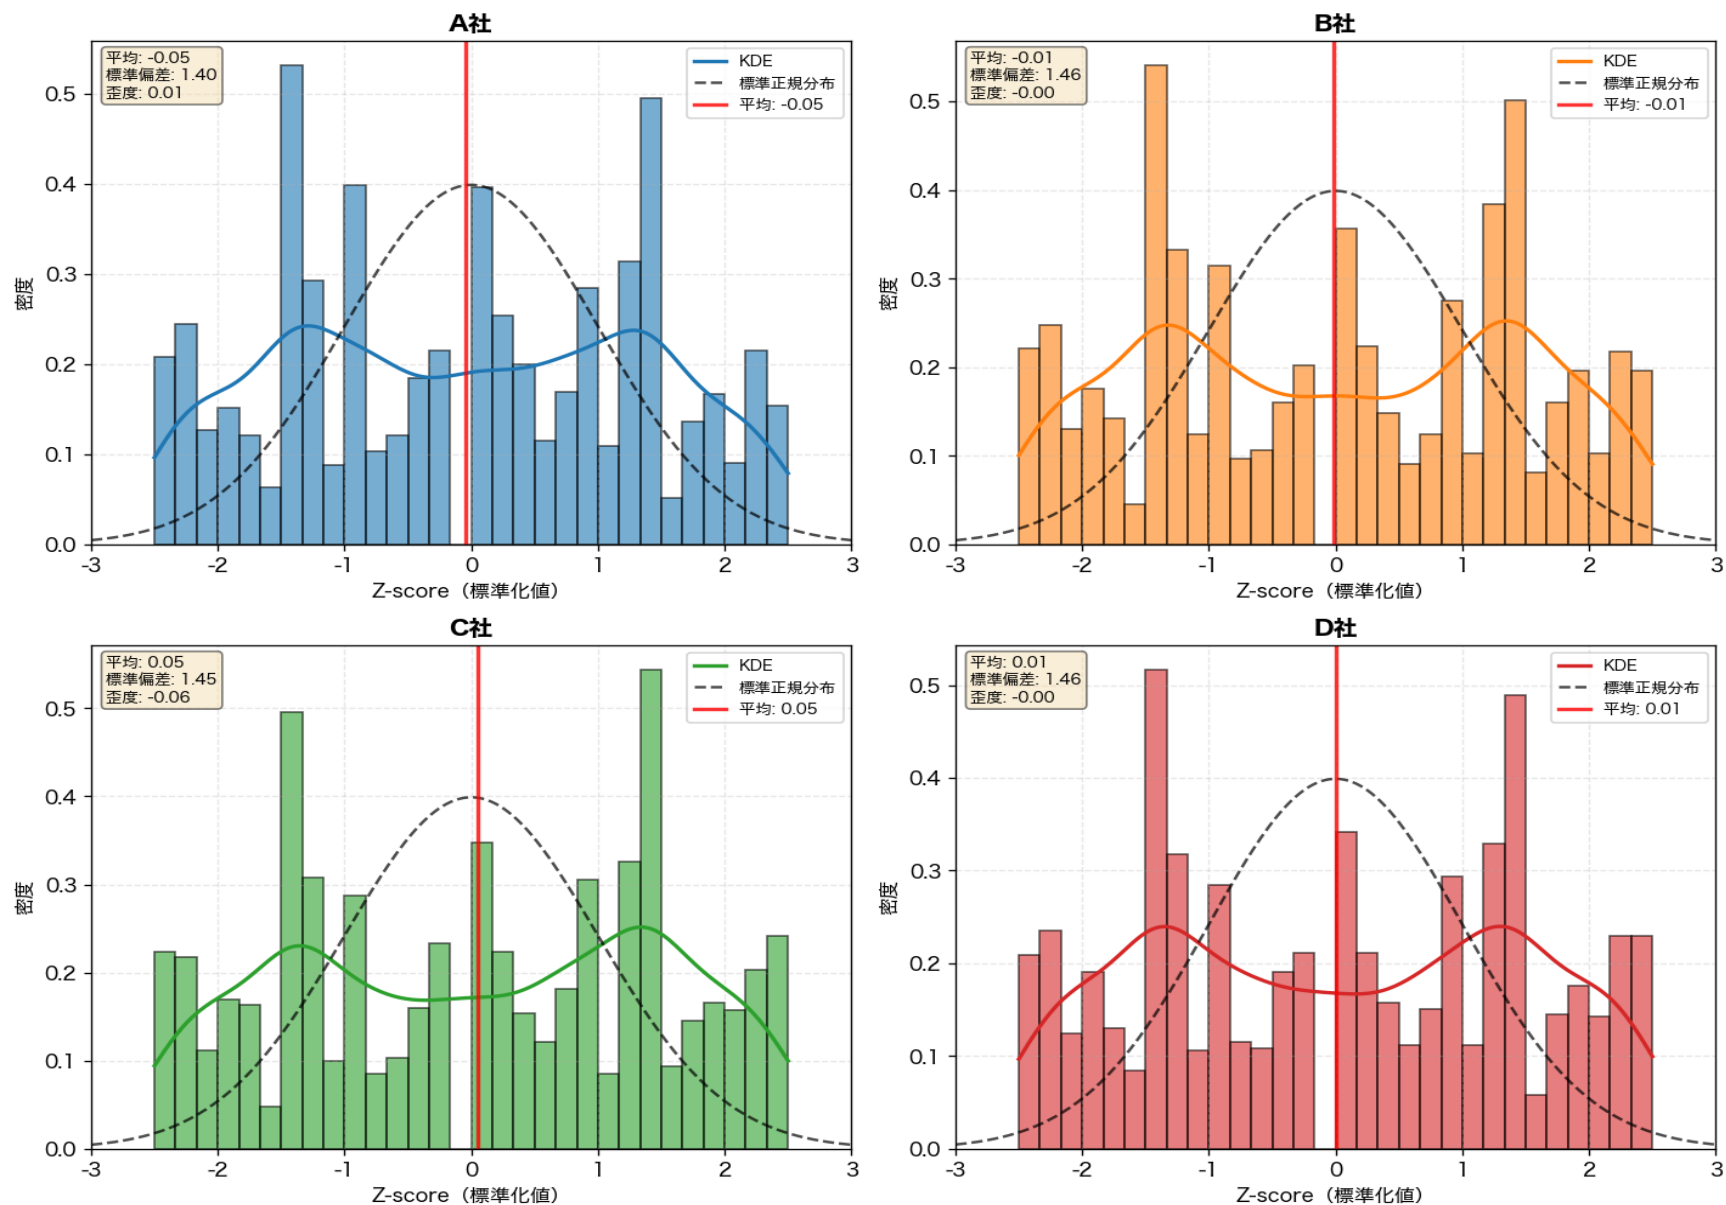 A社
平均: -0.05
標準偏差: 1.40
歪度: 0.01
KDE
標準正規分布
平均: -0.05
0.5
0.4
0.3
0.2
0.1
0.0
密度
-3 -2 -1 0 1 2 3
Z-score（標準化値）
B社
平均: -0.01
標準偏差: 1.46
歪度: -0.00
KDE
標準正規分布
平均: -0.01
0.5
0.4
0.3
0.2
0.1
0.0
密度
-3 -2 -1 0 1 2 3
Z-score（標準化値）
C社
平均: 0.05
標準偏差: 1.45
歪度: -0.06
KDE
標準正規分布
平均: 0.05
0.5
0.4
0.3
0.2
0.1
0.0
密度
-3 -2 -1 0 1 2 3
Z-score（標準化値）
D社
平均: 0.01
標準偏差: 1.46
歪度: -0.00
KDE
標準正規分布
平均: 0.01
0.5
0.4
0.3
0.2
0.1
0.0
密度
-3 -2 -1 0 1 2 3
Z-score（標準化値）